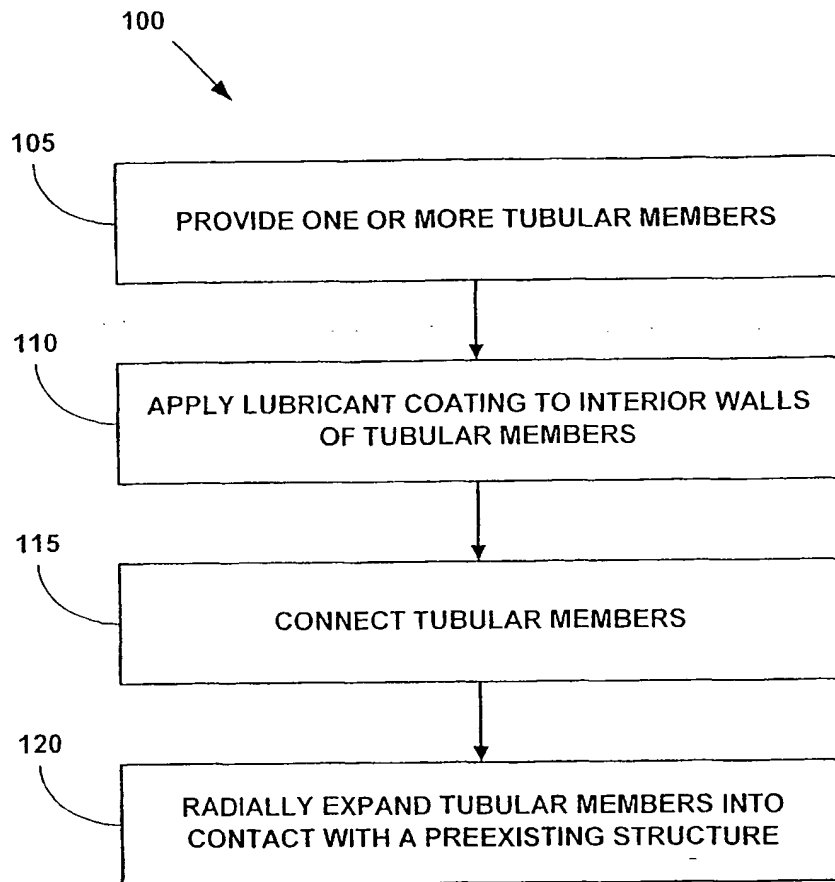 100
105
PROVIDE ONE OR MORE TUBULAR MEMBERS
110
APPLY LUBRICANT COATING TO INTERIOR WALLS
OF TUBULAR MEMBERS
115
CONNECT TUBULAR MEMBERS
120
RADIALLY EXPAND TUBULAR MEMBERS INTO
CONTACT WITH A PREEXISTING STRUCTURE